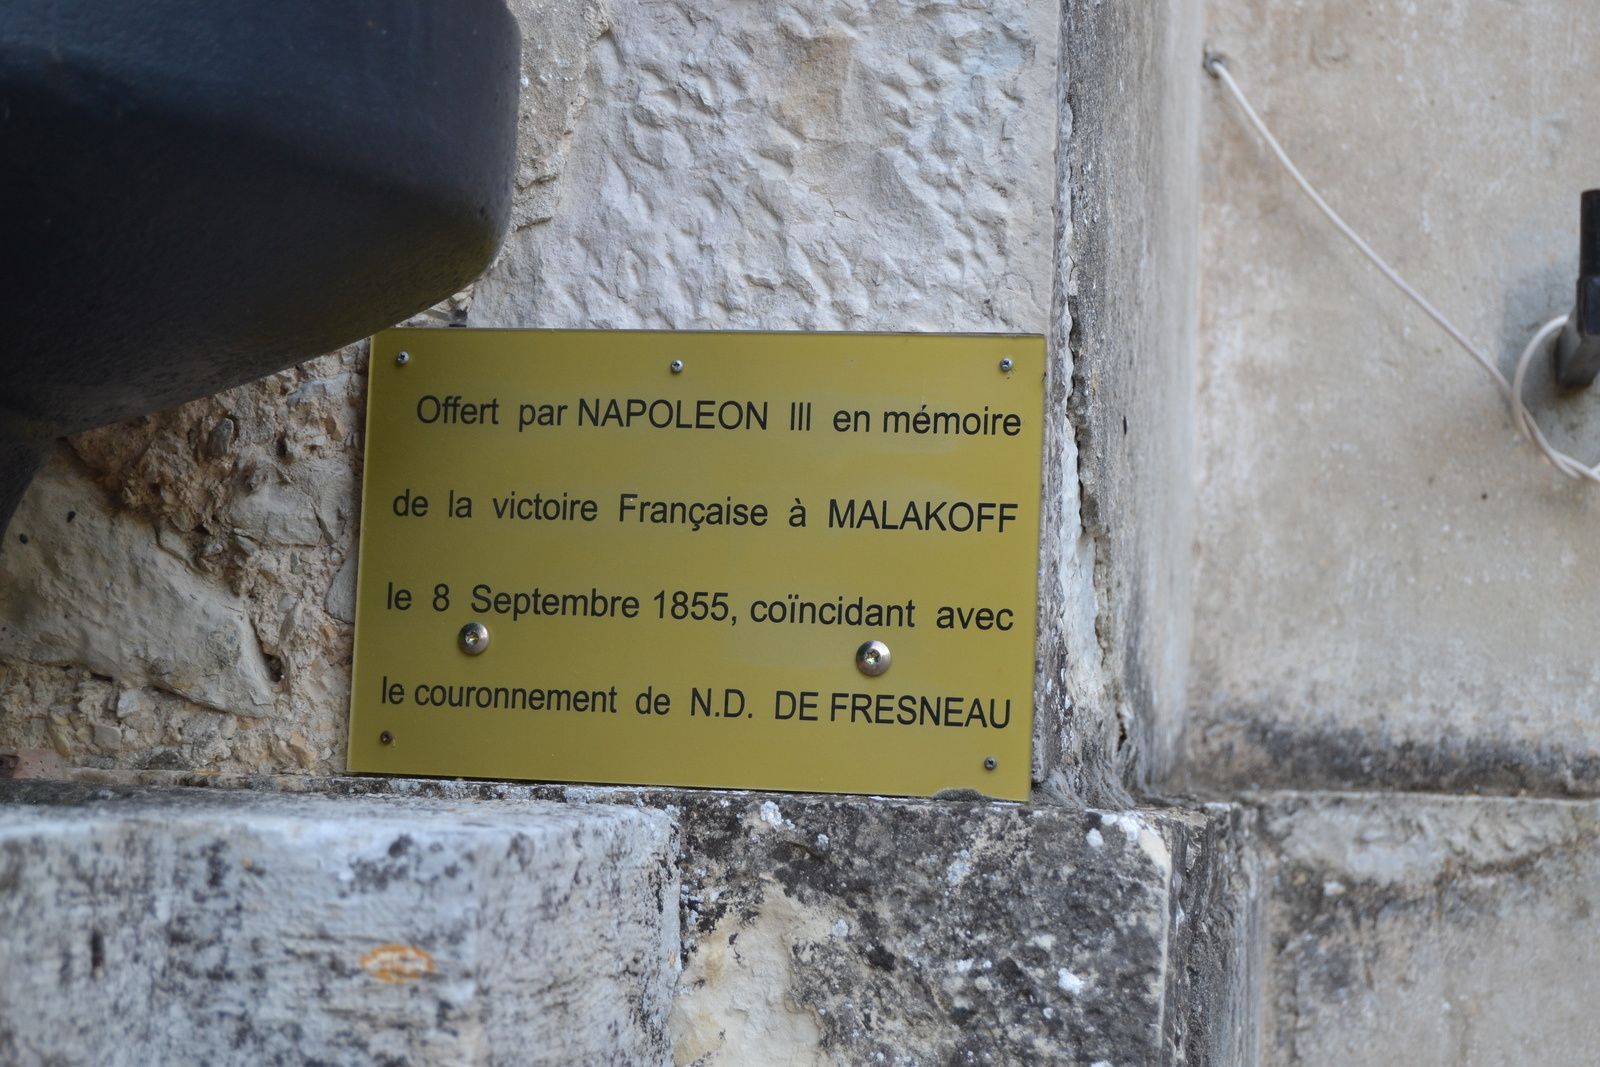 Offert par NAPOLEON III en mémoire
de la victoire Française à MALAKOFF
le 8 Septembre 1855, coïncidant avec
le couronnement de N.D. DE FRESNEAU